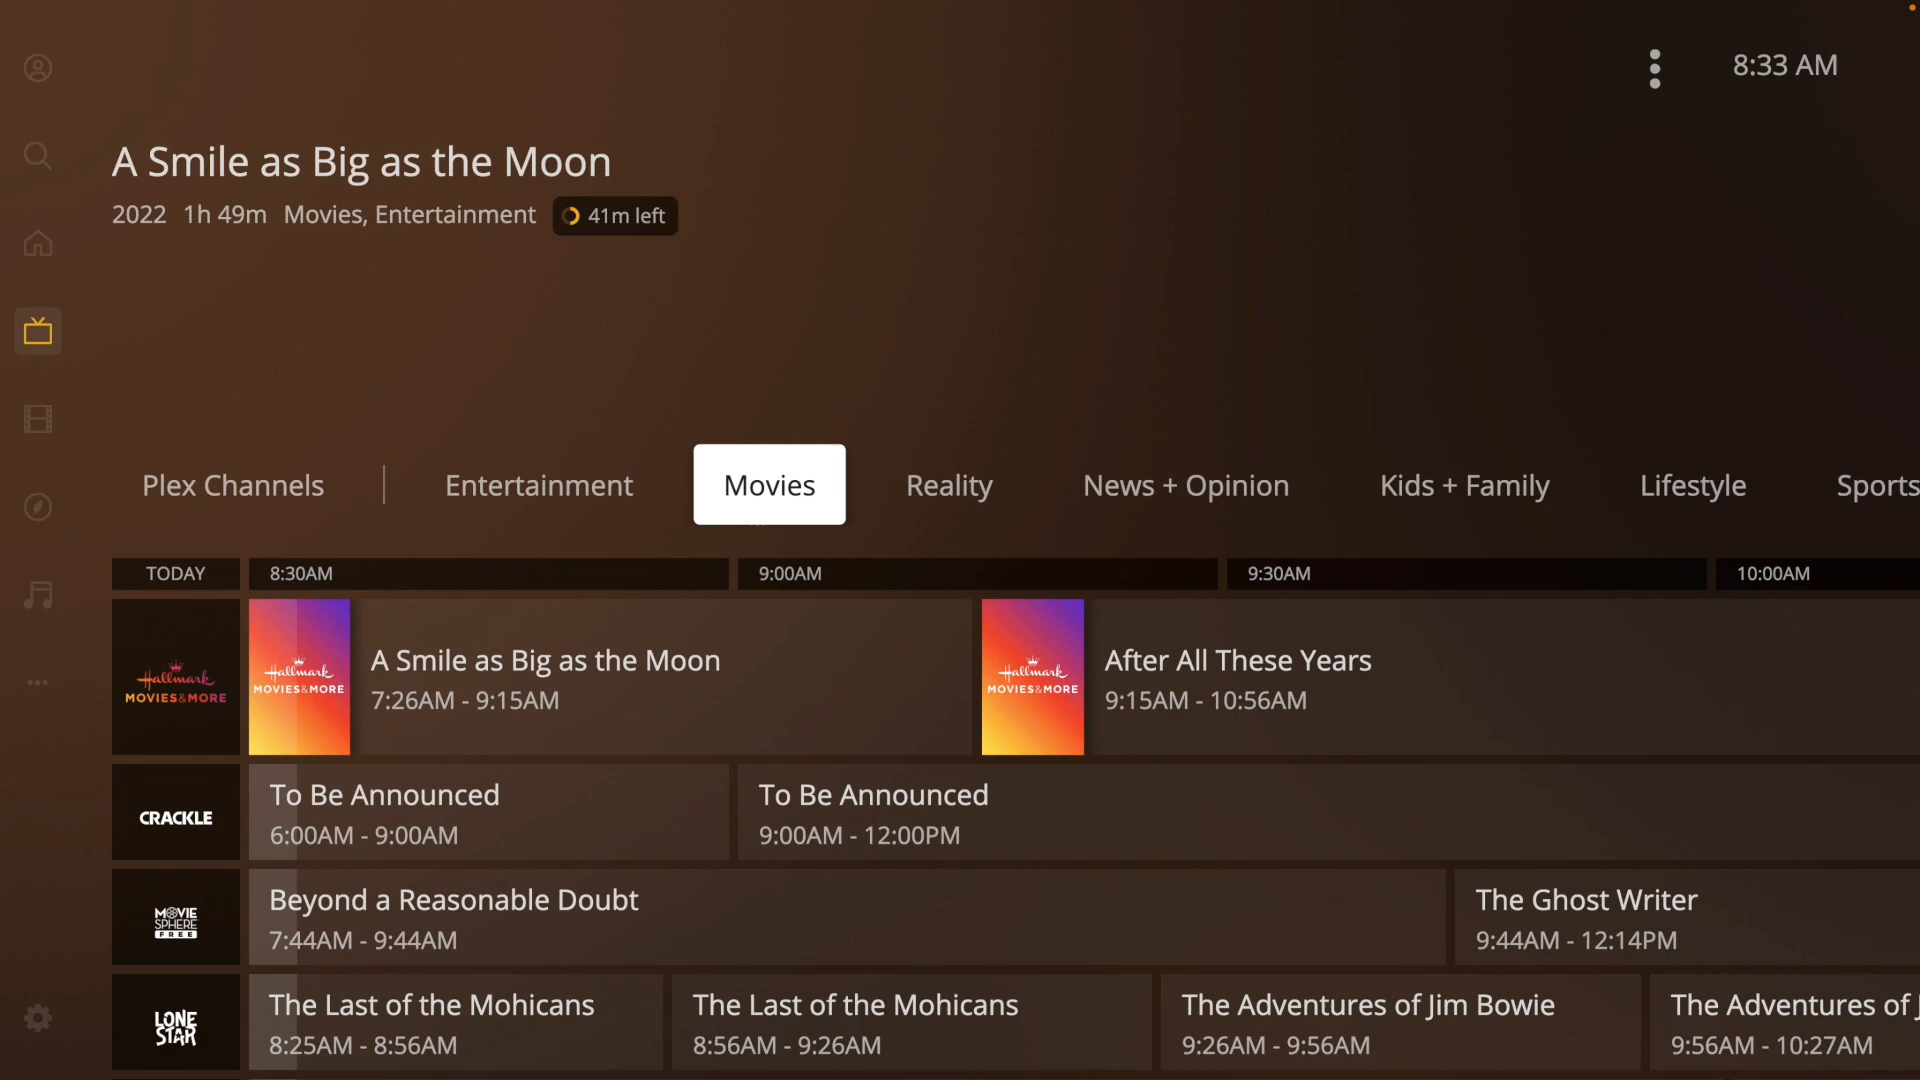 8:33 AM
A Smile as Big as the Moon
2022 1h 49m Movies, Entertainment 41m left
Plex Channels Entertainment Movies Reality News + Opinion Kids + Family Lifestyle Sports
TODAY 8:30AM 9:00AM 9:30AM 10:00AM
Hallmark
MOVIES&MORE
Hallmark
MOVIES&MORE
A Smile as Big as the Moon
7:26AM - 9:15AM
Hallmark
MOVIES&MORE
After All These Years
9:15AM - 10:56AM
CRACKLE
To Be Announced
6:00AM - 9:00AM
To Be Announced
9:00AM - 12:00PM
MOVIE
SPHERE
FREE
Beyond a Reasonable Doubt
7:44AM - 9:44AM
The Ghost Writer
9:44AM - 12:14PM
LONE
STAR
The Last of the Mohicans
8:25AM - 8:56AM
The Last of the Mohicans
8:56AM - 9:26AM
The Adventures of Jim Bowie
9:26AM - 9:56AM
The Adventures of J
9:56AM - 10:27AM